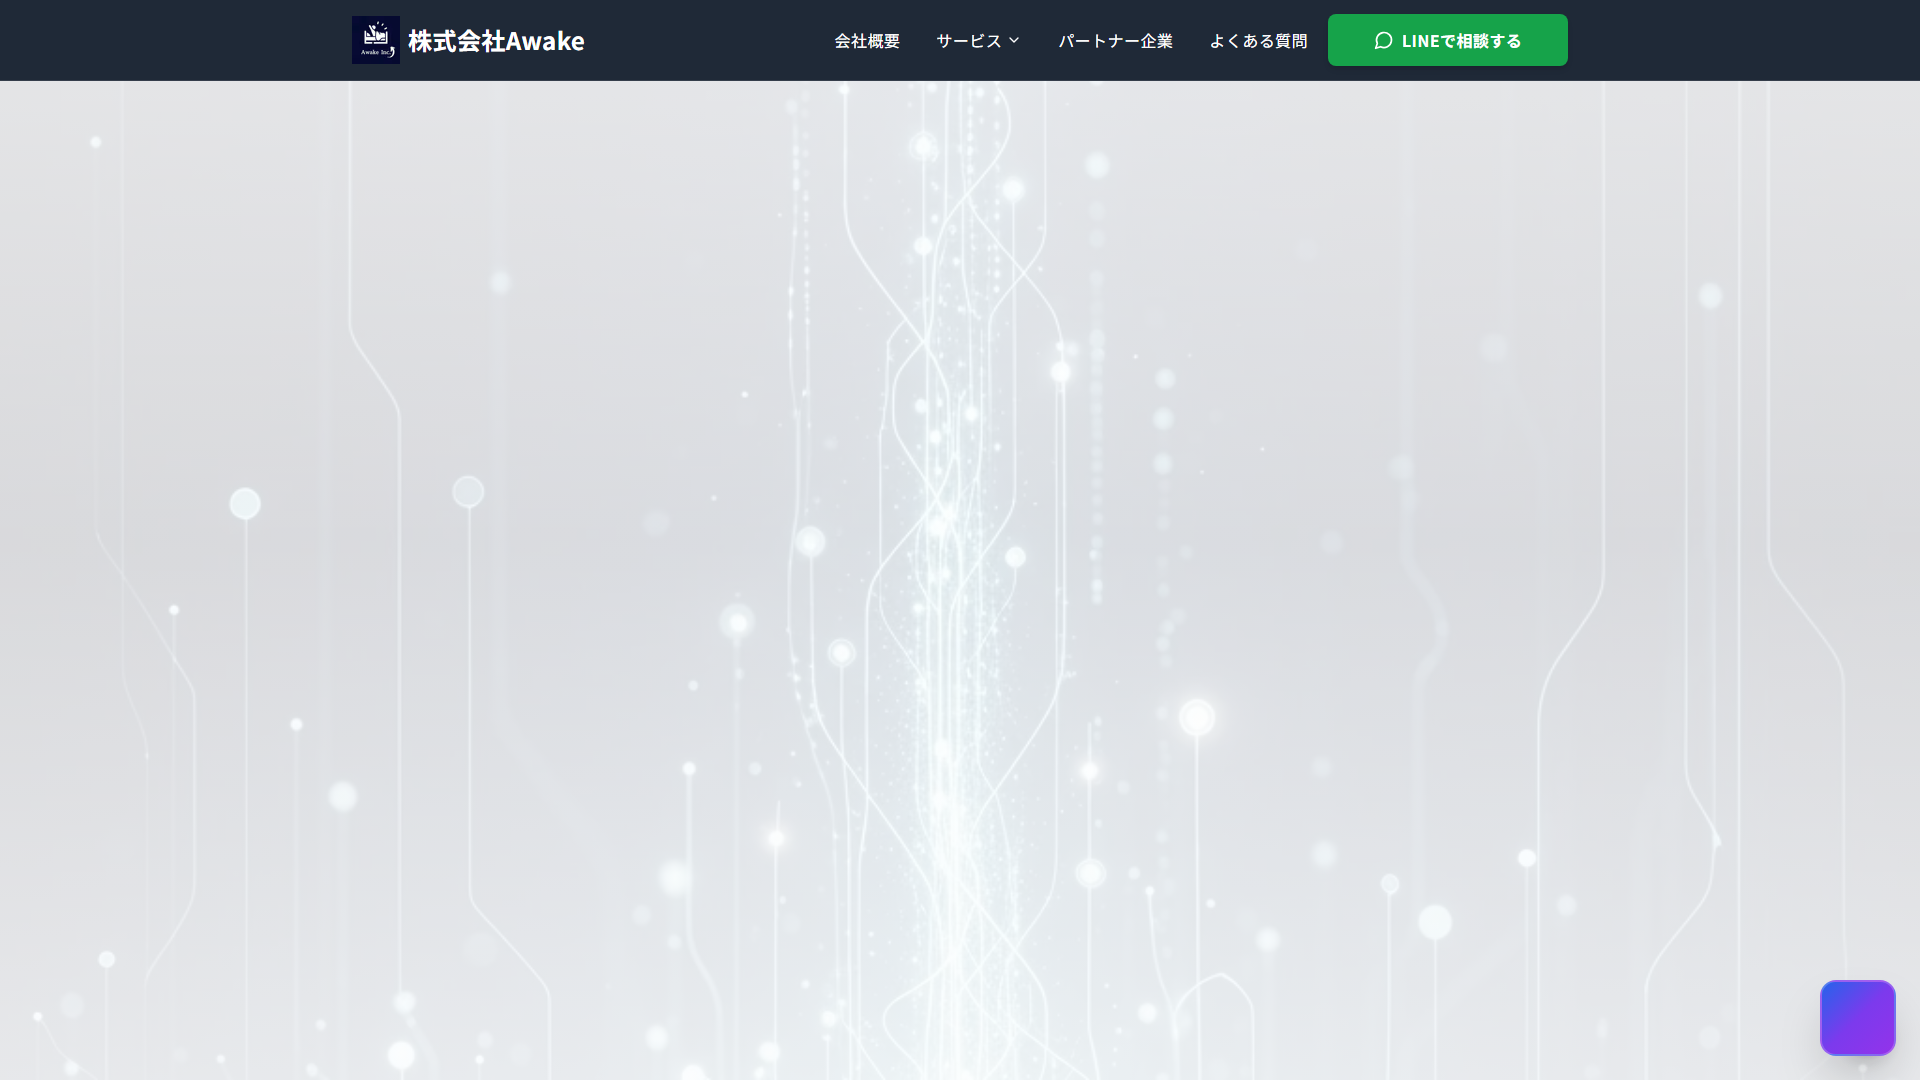 Awake Inc.
株式会社Awake
会社概要
サービス
パートナー企業
よくある質問
LINEで相談する